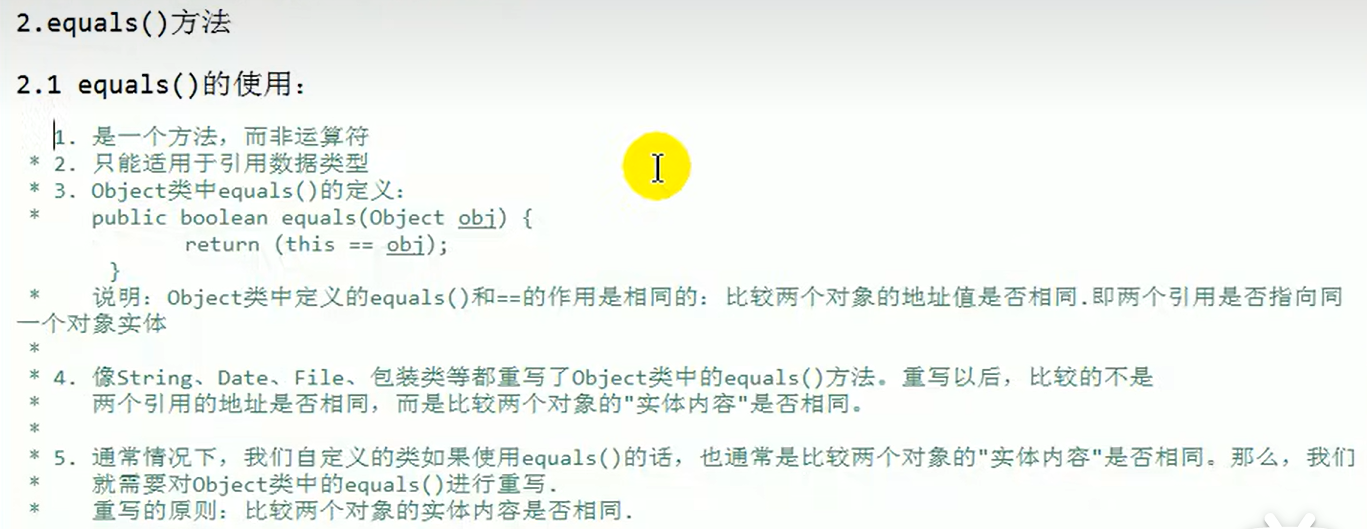 2.equals()方法
2.1 equals()的使用：
1. 是一个方法，而非运算符
* 2. 只能适用于引用数据类型
* 3. Object类中equals()的定义：
* public boolean equals(Object obj) {
return (this == obj);
}
* 说明：Object类中定义的equals()和==的作用是相同的：比较两个对象的地址值是否相同.即两个引用是否指向同
一个对象实体
*
* 4. 像String、Date、File、包装类等都重写了Object类中的equals()方法。重写以后，比较的不是
* 两个引用的地址是否相同，而是比较两个对象的"实体内容"是否相同。
*
* 5. 通常情况下，我们自定义的类如果使用equals()的话，也通常是比较两个对象的"实体内容"是否相同。那么，我们
* 就需要对Object类中的equals()进行重写.
* 重写的原则：比较两个对象的实体内容是否相同.